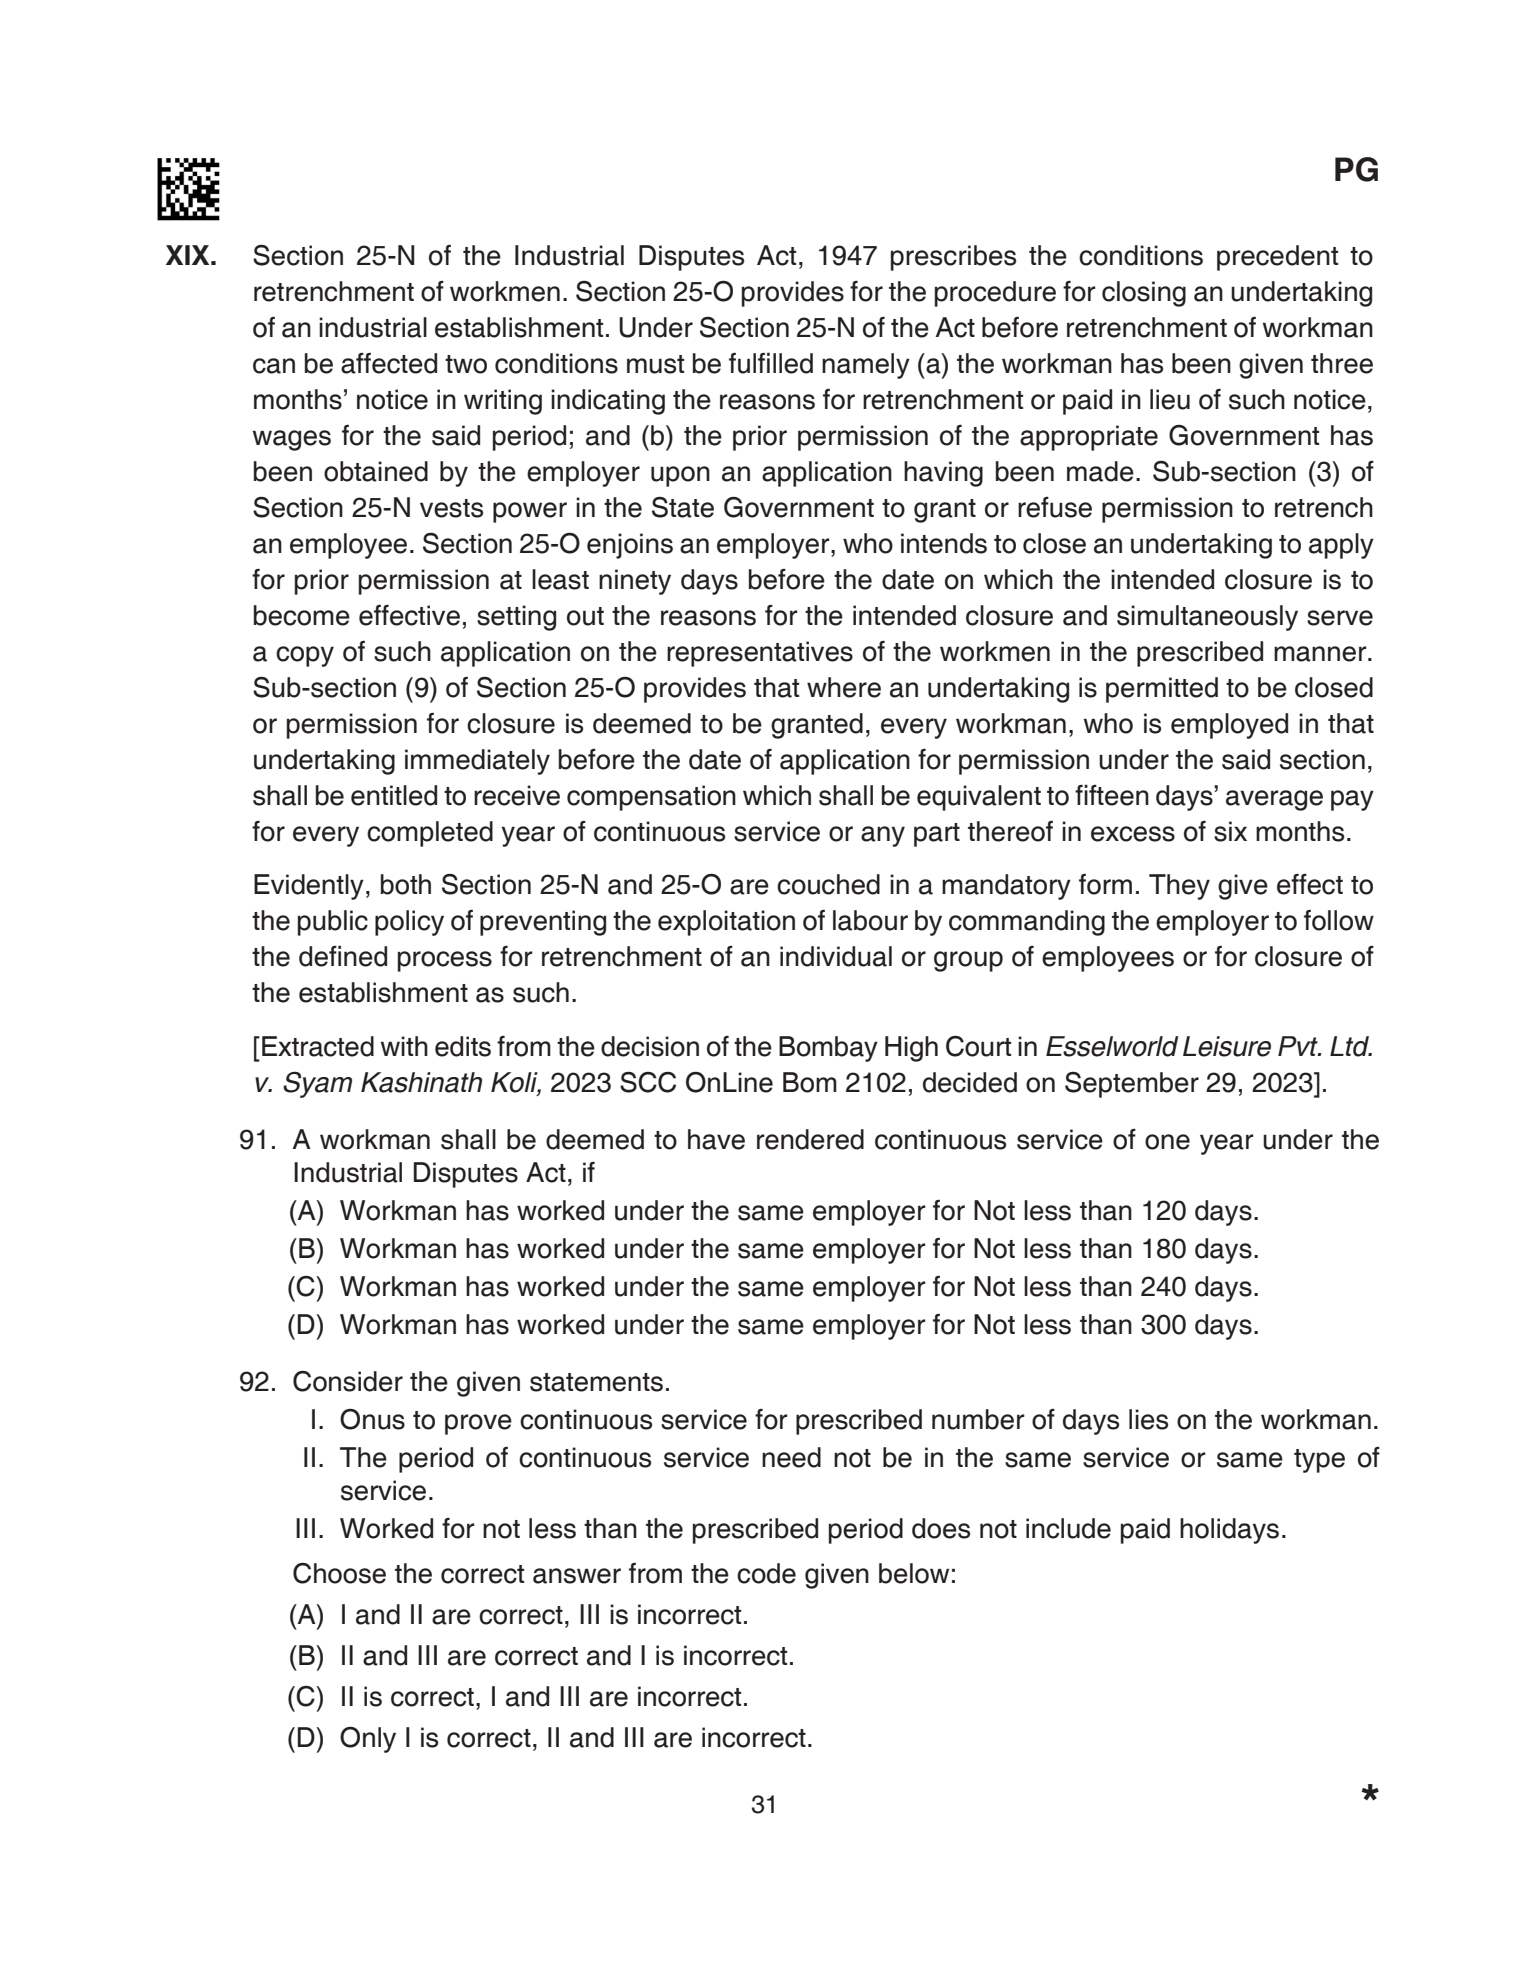 PG
XIX. Section 25-N of the Industrial Disputes Act, 1947 prescribes the conditions precedent to
retrenchment of workmen. Section 25-O provides for the procedure for closing an undertaking
of an industrial establishment. Under Section 25-N of the Act before retrenchment of workman
can be affected two conditions must be fulfilled namely (a) the workman has been given three
months’ notice in writing indicating the reasons for retrenchment or paid in lieu of such notice,
wages for the said period; and (b) the prior permission of the appropriate Government has
been obtained by the employer upon an application having been made. Sub-section (3) of
Section 25-N vests power in the State Government to grant or refuse permission to retrench
an employee. Section 25-O enjoins an employer, who intends to close an undertaking to apply
for prior permission at least ninety days before the date on which the intended closure is to
become effective, setting out the reasons for the intended closure and simultaneously serve
a copy of such application on the representatives of the workmen in the prescribed manner.
Sub-section (9) of Section 25-O provides that where an undertaking is permitted to be closed
or permission for closure is deemed to be granted, every workman, who is employed in that
undertaking immediately before the date of application for permission under the said section,
shall be entitled to receive compensation which shall be equivalent to fifteen days’ average pay
for every completed year of continuous service or any part thereof in excess of six months.
Evidently, both Section 25-N and 25-O are couched in a mandatory form. They give effect to
the public policy of preventing the exploitation of labour by commanding the employer to follow
the defined process for retrenchment of an individual or group of employees or for closure of
the establishment as such.
[Extracted with edits from the decision of the Bombay High Court in Esselworld Leisure Pvt. Ltd.
v. Syam Kashinath Koli, 2023 SCC OnLine Bom 2102, decided on September 29, 2023].
91. A workman shall be deemed to have rendered continuous service of one year under the
Industrial Disputes Act, if
(A) Workman has worked under the same employer for Not less than 120 days.
(B) Workman has worked under the same employer for Not less than 180 days.
(C) Workman has worked under the same employer for Not less than 240 days.
(D) Workman has worked under the same employer for Not less than 300 days.
92. Consider the given statements.
I. Onus to prove continuous service for prescribed number of days lies on the workman.
II. The period of continuous service need not be in the same service or same type of
service.
III. Worked for not less than the prescribed period does not include paid holidays.
Choose the correct answer from the code given below:
(A) I and II are correct, III is incorrect.
(B) II and III are correct and I is incorrect.
(C) II is correct, I and III are incorrect.
(D) Only I is correct, II and III are incorrect.
31 *